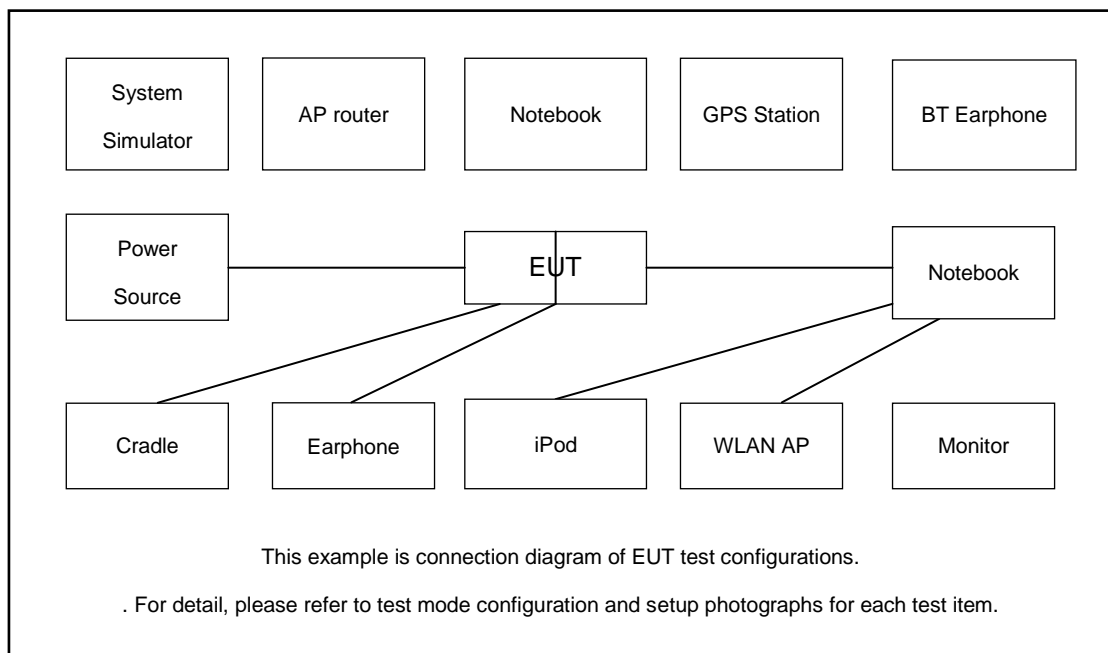 System
Simulator
AP router
Notebook
GPS Station
BT Earphone
Power
Source
EUT
Notebook
Cradle
Earphone
iPod
WLAN AP
Monitor
This example is connection diagram of EUT test configurations.
. For detail, please refer to test mode configuration and setup photographs for each test item.